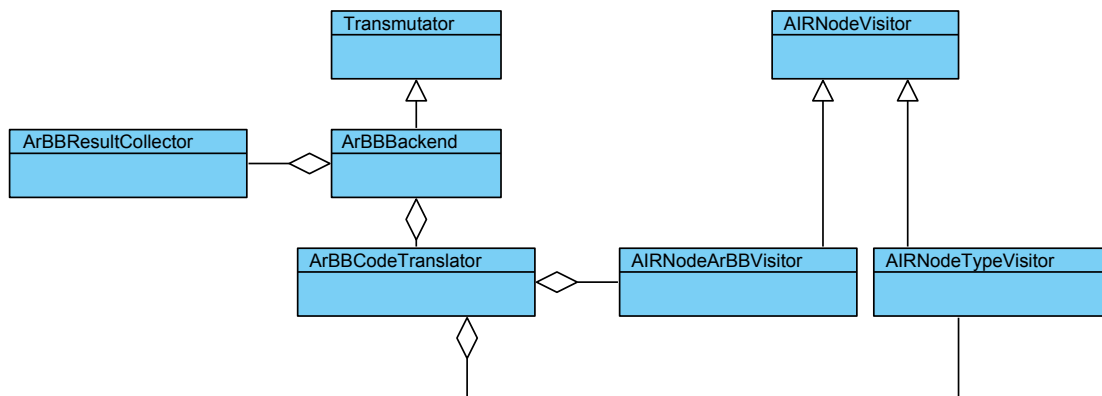 Transmutator
AIRNodeVisitor
ArBBResultCollector
ArBBBackend
ArBBCodeTranslator
AIRNodeArBBVisitor
AIRNodeTypeVisitor